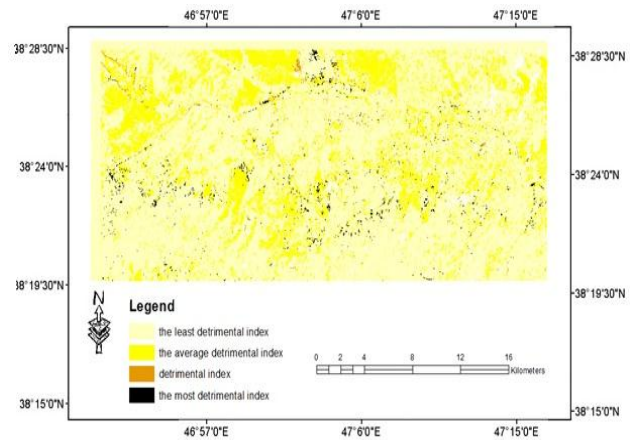 46°57'0"E 47°6'0"E 47°15'0"E
38°28'30"N 38°28'30"N
38°24'0"N 38°24'0"N
38°19'30"N 38°19'30"N
N
Legend
the least detrimental index
the average detrimental index
detrimental index
the most detrimental index
0 2 4 8 12 16
Kilometers
38°15'0"N 38°15'0"N
46°57'0"E 47°6'0"E 47°15'0"E